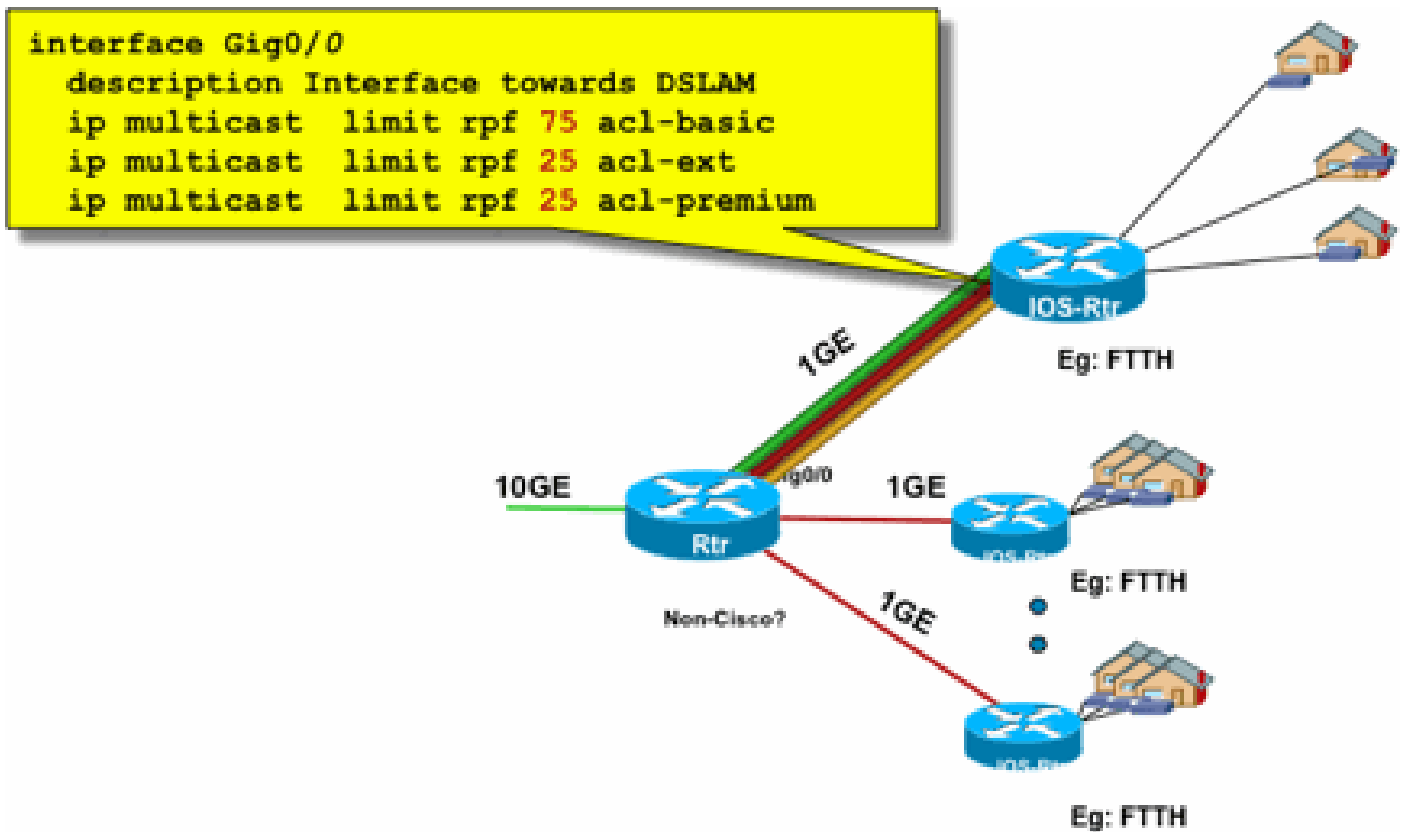 interface Gig0/0
description Interface towards DSLAM
ip multicast  limit rpf 75 acl-basic
ip multicast  limit rpf 25 acl-ext
ip multicast  limit rpf 25 acl-premium
IOS-Rtr
Eg: FTTH
1GE
10GE
g0/0
1GE
Rtr
Non-Cisco?
Eg: FTTH
1GE
Eg: FTTH